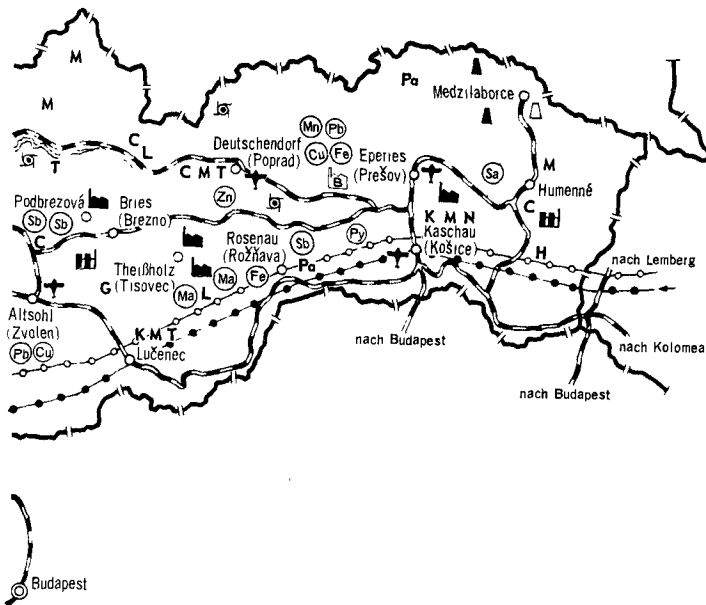 M
Pa
M
Medzilaborce
Mn Pb
C
L
Deutschendorf
(Poprad)
Cu Fe
Eperies
(Prešov)
T
C M T
B
Sa
M
Humenné
Podbrezová
Bries
(Brezno)
Zn
Sb Sb
C
K M N
C
Rosenau
(Rožňava)
Sb
Py
Kaschau
(Košice)
H
nach Lemberg
Theißholz
(Tisovec)
Pa
G
Ma
L
Ma
Fe
Altsohl
(Zvolen)
K M T
nach Budapest
nach Kolomea
Pb Cu
Lučenec
nach Budapest
Budapest